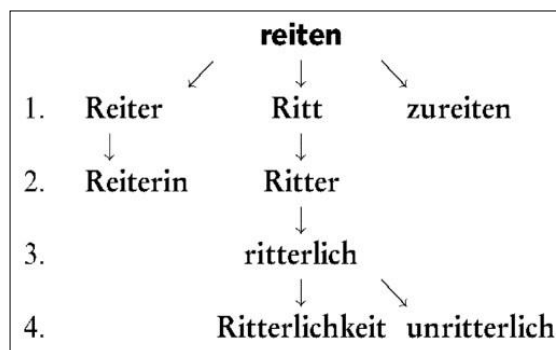 reiten
1. Reiter Ritt zureiten
2. Reiterin Ritter
3. ritterlich
4. Ritterlichkeit unritterlich